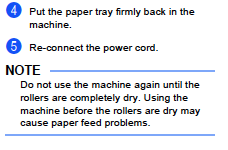 4 Put the paper tray firmly back in the
machine.
5 Re-connect the power cord.
NOTE
Do not use the machine again until the
rollers are completely dry. Using the
machine before the rollers are dry may
cause paper feed problems.